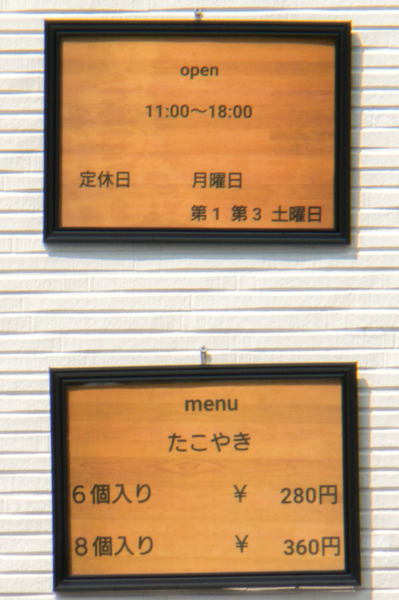 open
11:00～18:00
定休日 月曜日
第1 第3 土曜日
menu
たこやき
６個入り ￥ 280円
８個入り ￥ 360円